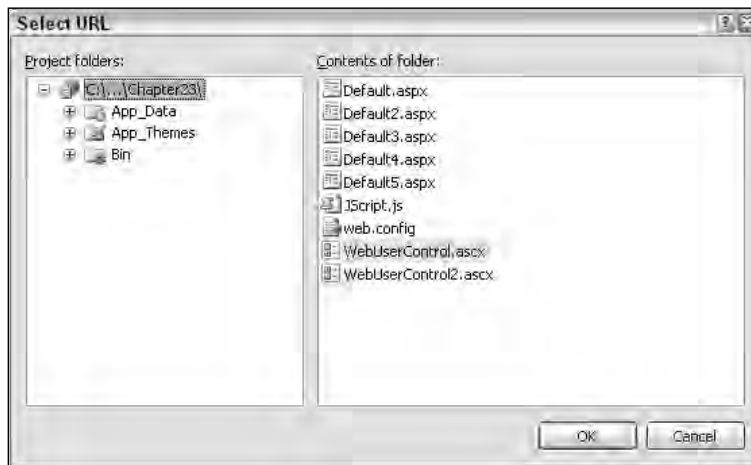 Select URL
Project folders:
C:\...\Chapter23\
App_Data
App_Themes
Bin
Contents of folder:
Default.aspx
Default2.aspx
Default3.aspx
Default4.aspx
Default5.aspx
JScript.js
web.config
WebUserControl.ascx
WebUserControl2.ascx
OK
Cancel